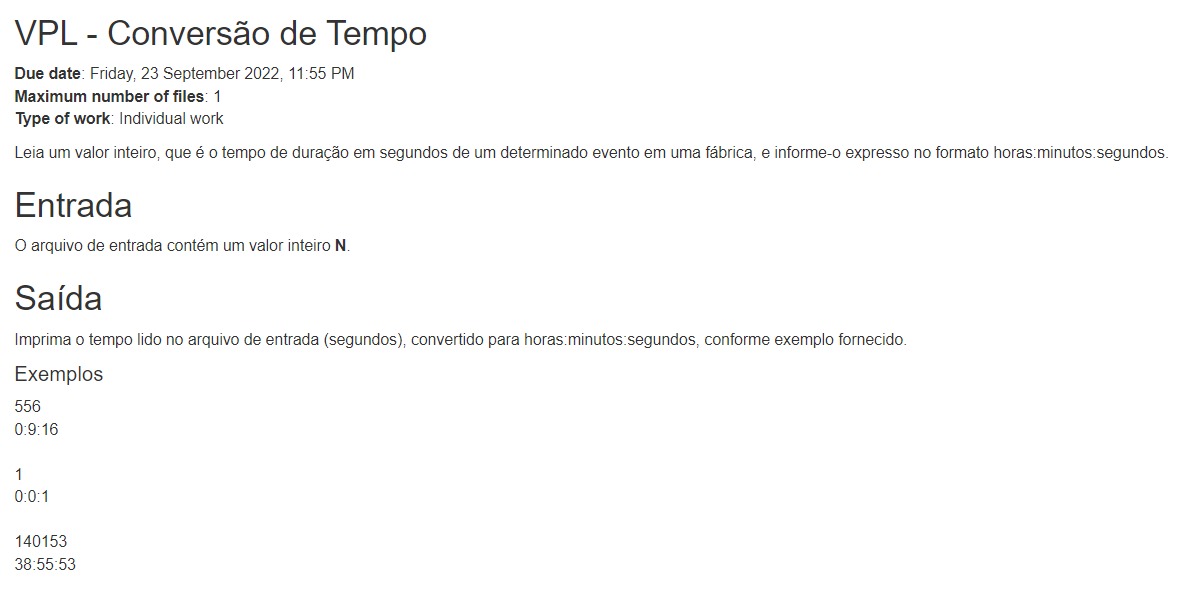 VPL - Conversão de Tempo
Due date: Friday, 23 September 2022, 11:55 PM
Maximum number of files: 1
Type of work: Individual work
Leia um valor inteiro, que é o tempo de duração em segundos de um determinado evento em uma fábrica, e informe-o expresso no formato horas:minutos:segundos.
Entrada
O arquivo de entrada contém um valor inteiro N.
Saída
Imprima o tempo lido no arquivo de entrada (segundos), convertido para horas:minutos:segundos, conforme exemplo fornecido.
Exemplos
556
0:9:16
1
0:0:1
140153
38:55:53